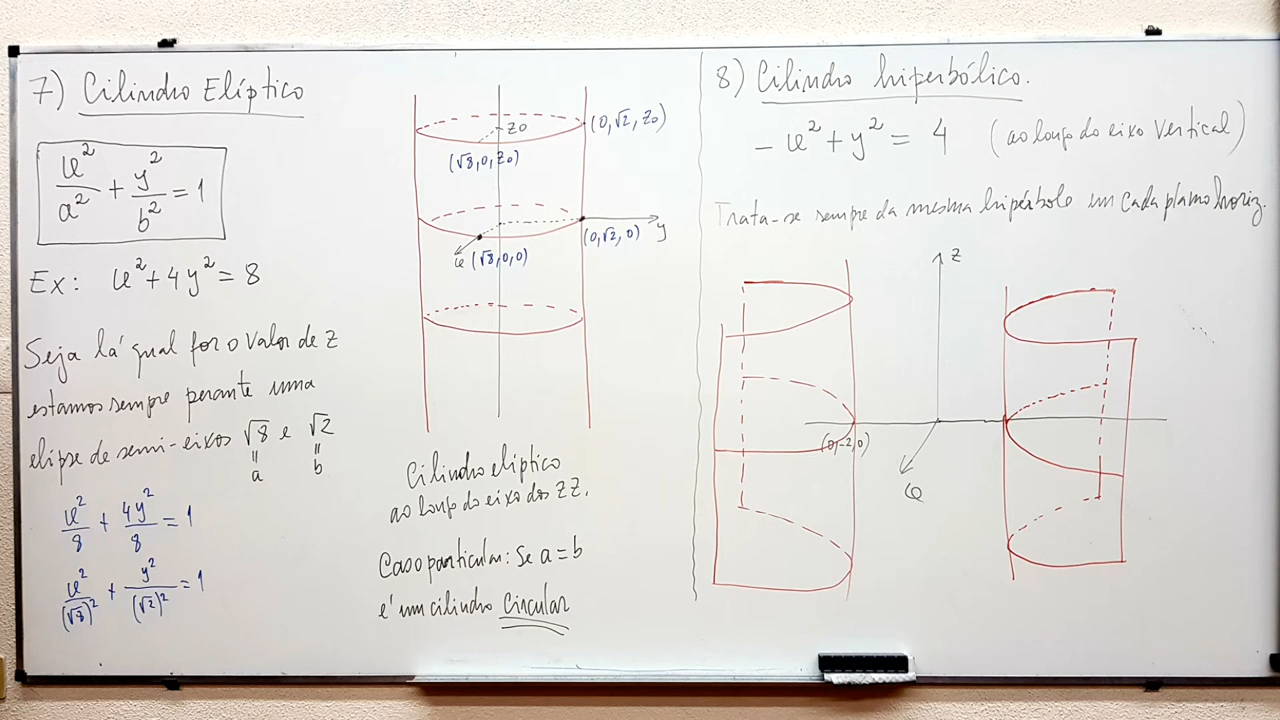 7) Cilindro Elíptico
x²/a² + y²/b² = 1
Ex: x² + 4y² = 8
Seja lá qual for o valor de z
estamos sempre perante uma
elipse de semi-eixos √8 e √2
= =
a b
x²/8 + 4y²/8 = 1
x²/(√8)² + y²/(√2)² = 1
z0
(0,√2,z0)
(√8,0,z0)
y
(0,√2,0)
x
(√8,0,0)
Cilindro elíptico
ao longo do eixo dos ZZ.
Caso particular: Se a = b
é um cilindro circular
8) Cilindro hiperbólico.
- x² + y² = 4 (ao longo do eixo vertical)
Trata-se sempre da mesma hipérbole em cada plano horiz.
z
(0,-2,0)
x